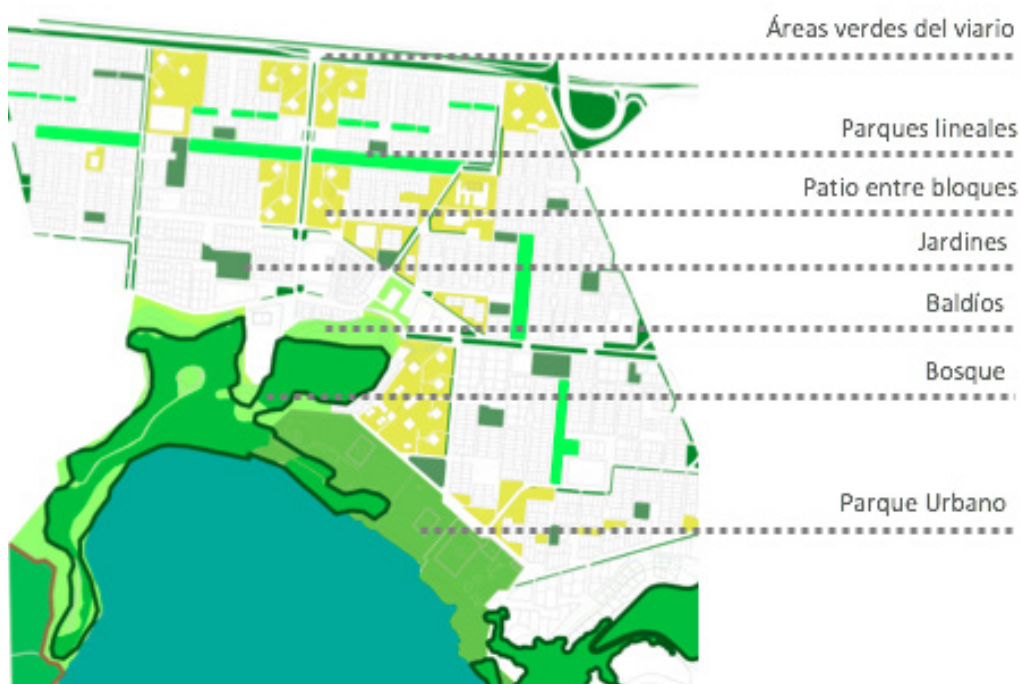 Áreas verdes del viario
Parques lineales
Patio entre bloques
Jardines
Baldíos
Bosque
Parque Urbano